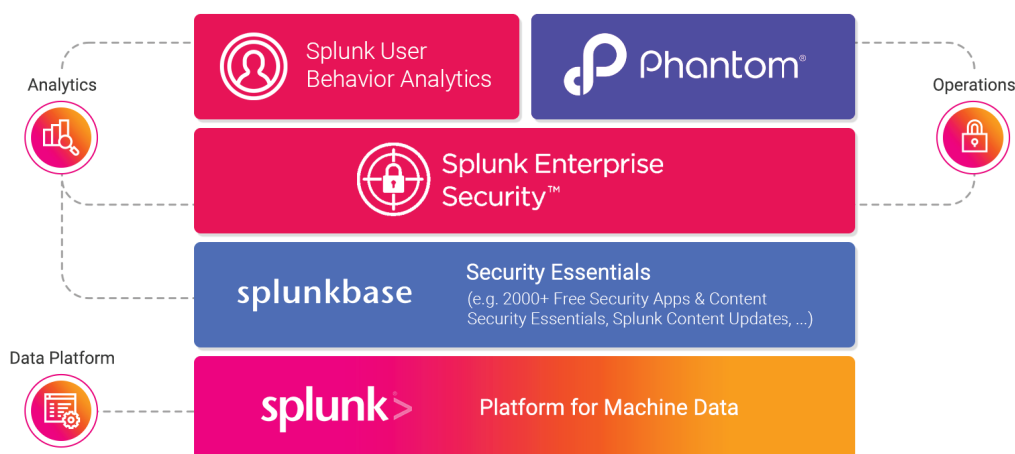 Splunk User
Behavior Analytics
Phantom®
Analytics
Operations
Splunk Enterprise
Security™
splunkbase
Security Essentials
(e.g. 2000+ Free Security Apps & Content
Security Essentials, Splunk Content Updates, ...)
Data Platform
splunk>
Platform for Machine Data